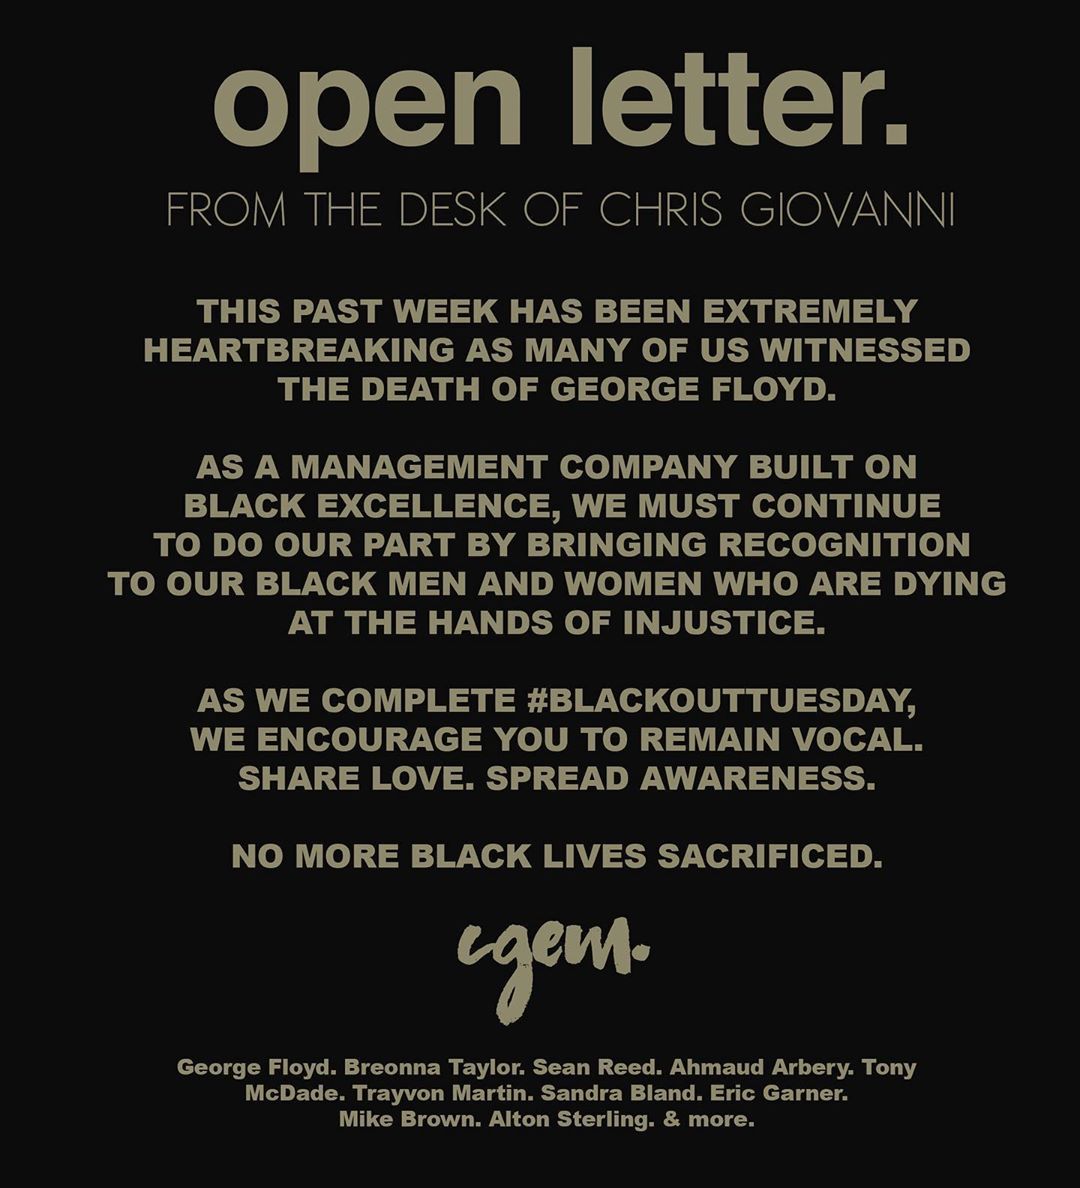 open letter.
FROM THE DESK OF CHRIS GIOVANNI
THIS PAST WEEK HAS BEEN EXTREMELY
HEARTBREAKING AS MANY OF US WITNESSED
THE DEATH OF GEORGE FLOYD.
AS A MANAGEMENT COMPANY BUILT ON
BLACK EXCELLENCE, WE MUST CONTINUE
TO DO OUR PART BY BRINGING RECOGNITION
TO OUR BLACK MEN AND WOMEN WHO ARE DYING
AT THE HANDS OF INJUSTICE.
AS WE COMPLETE #BLACKOUTTUESDAY,
WE ENCOURAGE YOU TO REMAIN VOCAL.
SHARE LOVE. SPREAD AWARENESS.
NO MORE BLACK LIVES SACRIFICED.
cgem.
George Floyd. Breonna Taylor. Sean Reed. Ahmaud Arbery. Tony
McDade. Trayvon Martin. Sandra Bland. Eric Garner.
Mike Brown. Alton Sterling. & more.